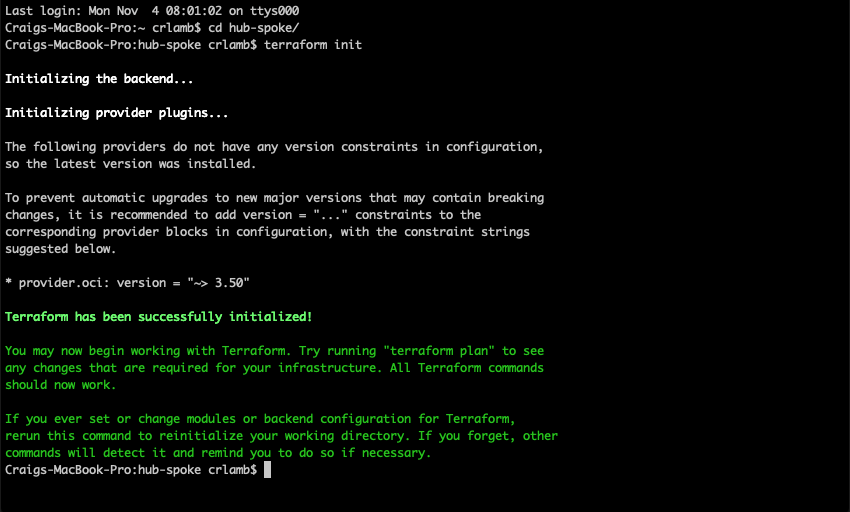 Last login: Mon Nov  4 08:01:02 on ttys000
Craigs-MacBook-Pro:~ crlamb$ cd hub-spoke/
Craigs-MacBook-Pro:hub-spoke crlamb$ terraform init
Initializing the backend...
Initializing provider plugins...
The following providers do not have any version constraints in configuration,
so the latest version was installed.
To prevent automatic upgrades to new major versions that may contain breaking
changes, it is recommended to add version = "..." constraints to the
corresponding provider blocks in configuration, with the constraint strings
suggested below.
* provider.oci: version = "~> 3.50"
Terraform has been successfully initialized!
You may now begin working with Terraform. Try running "terraform plan" to see
any changes that are required for your infrastructure. All Terraform commands
should now work.
If you ever set or change modules or backend configuration for Terraform,
rerun this command to reinitialize your working directory. If you forget, other
commands will detect it and remind you to do so if necessary.
Craigs-MacBook-Pro:hub-spoke crlamb$